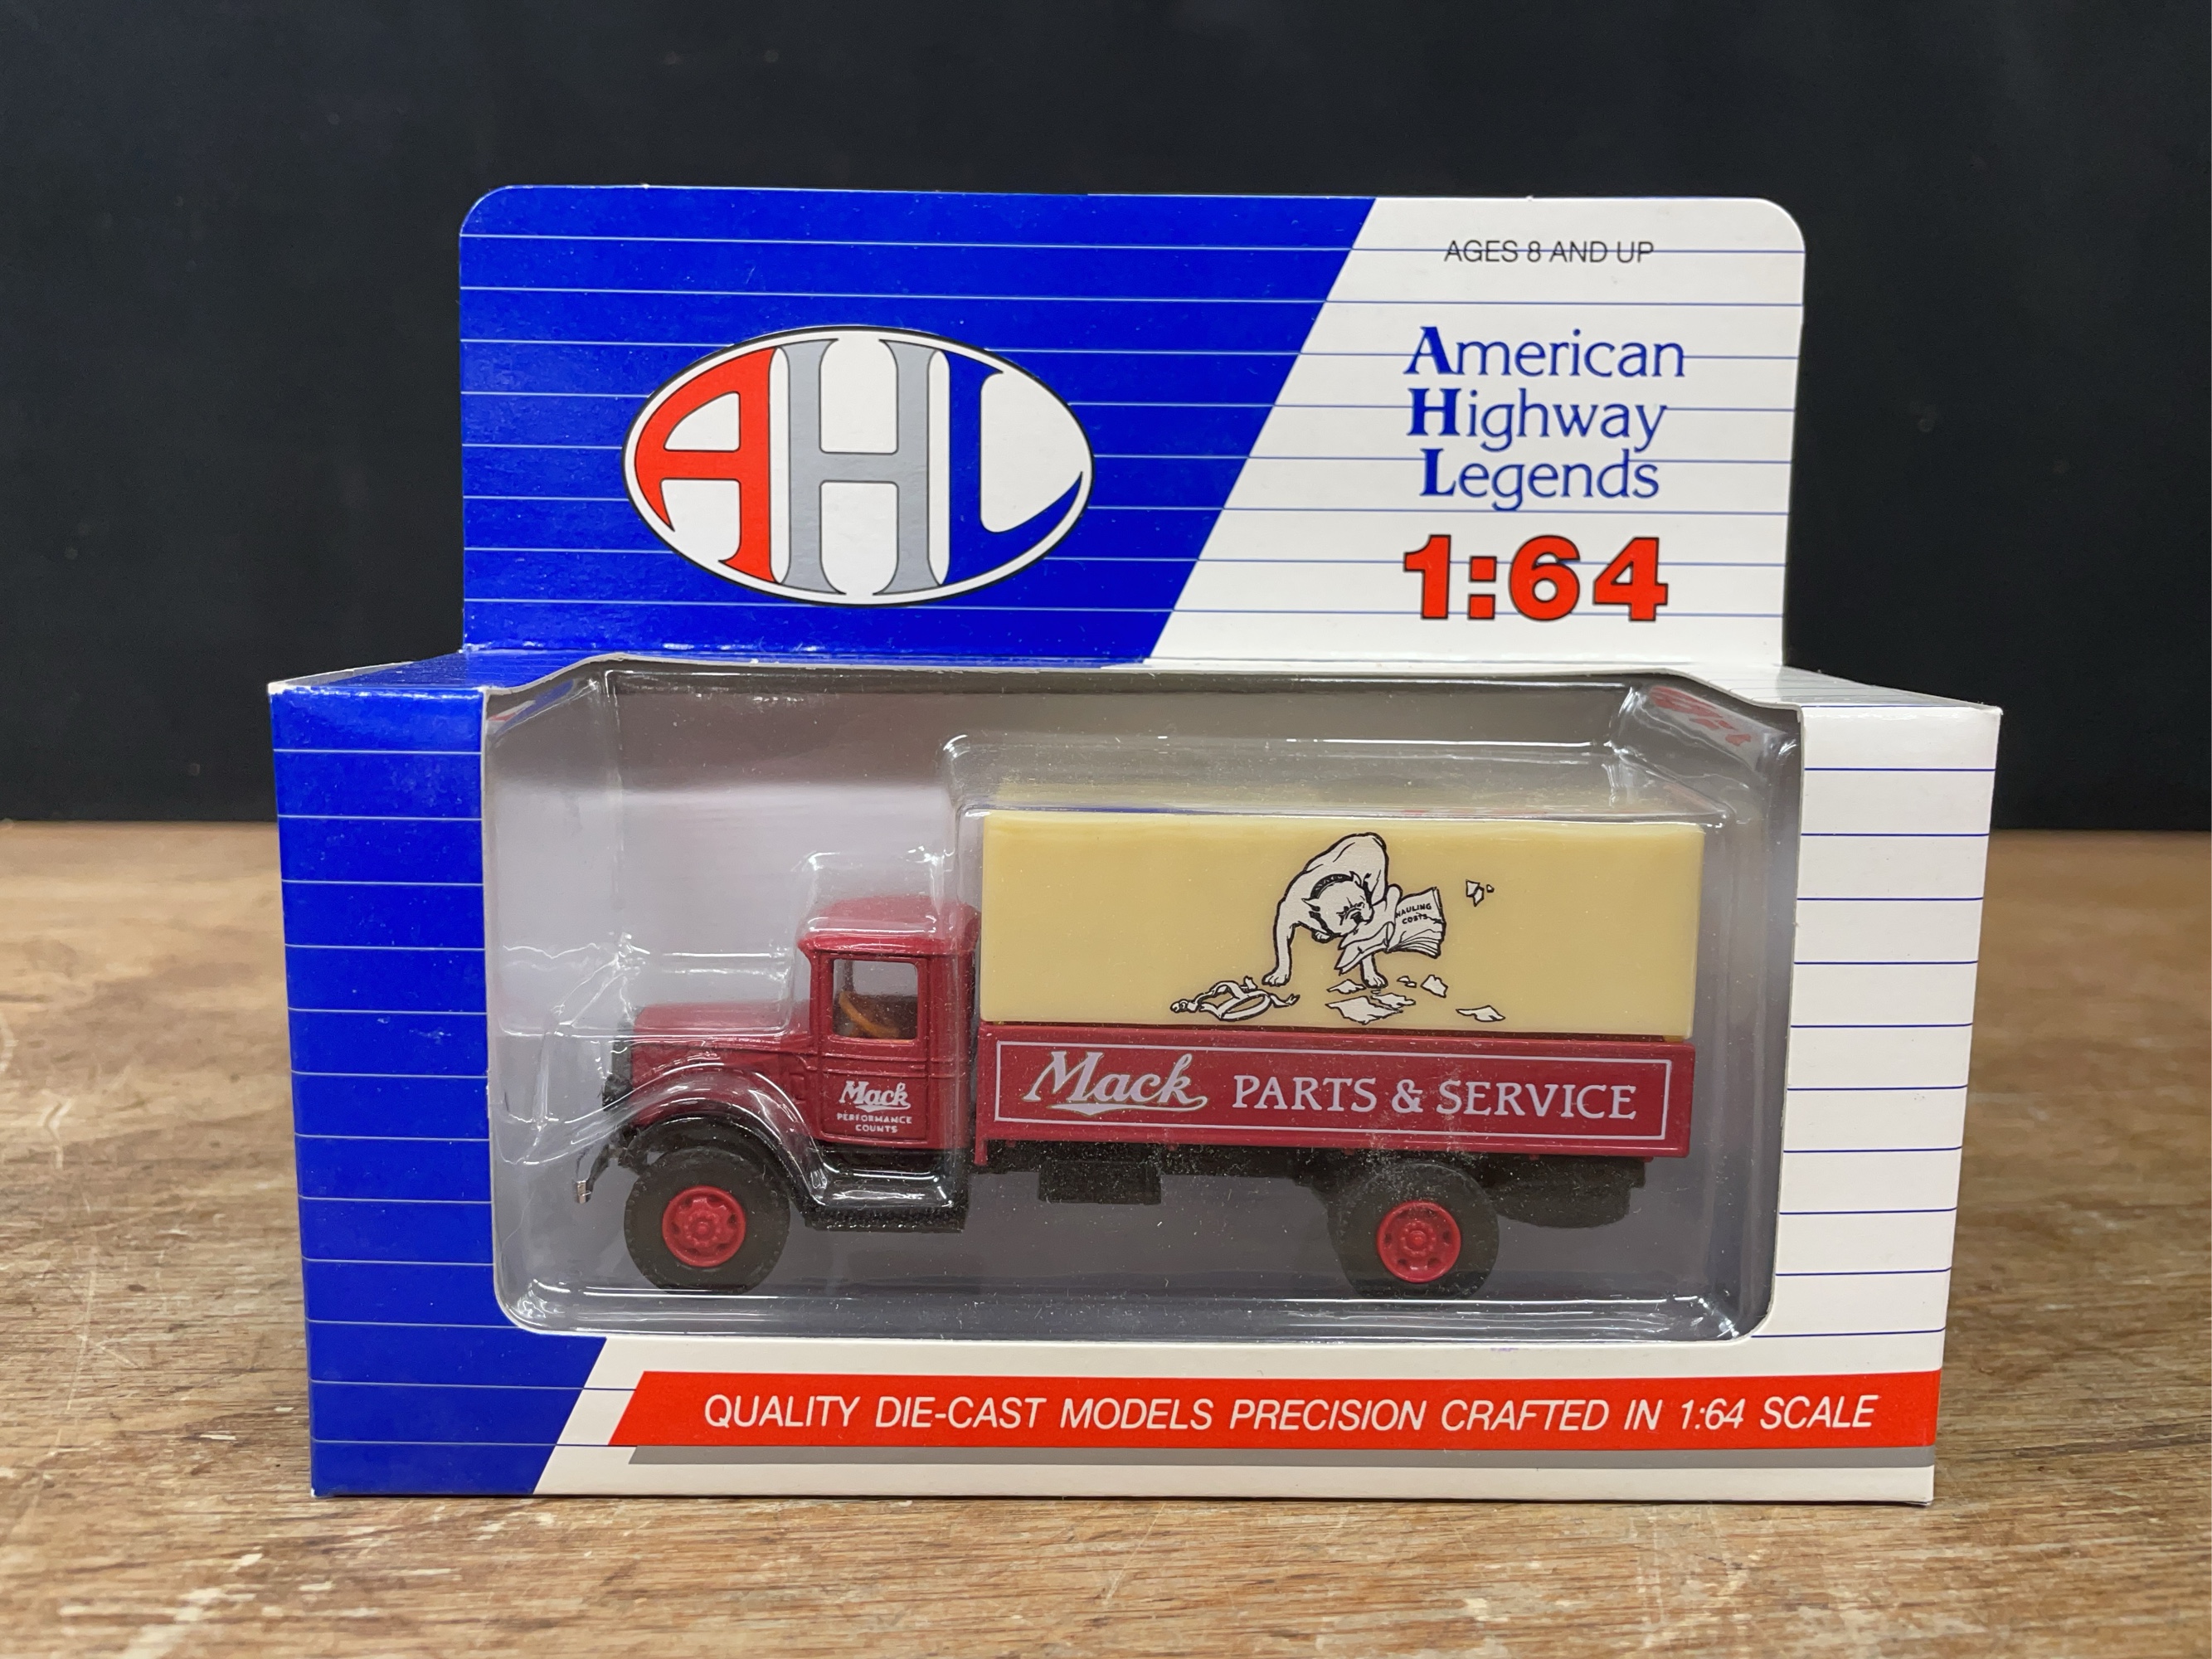 AGES 8 AND UP
AHL
American
Highway
Legends
1:64
HAULING
COSTS
Mack PARTS & SERVICE
Mack
PERFORMANCE
COUNTS
QUALITY DIE-CAST MODELS PRECISION CRAFTED IN 1:64 SCALE